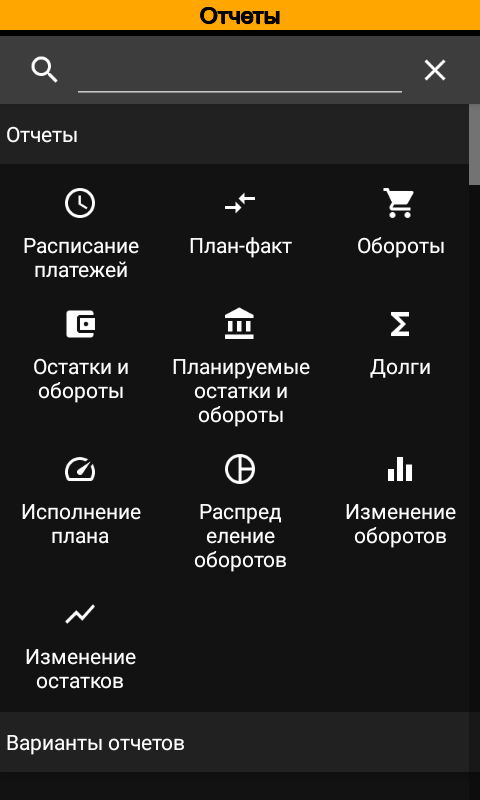 Отчеты
Отчеты
Расписание
платежей
План-факт
Обороты
Остатки и
обороты
Планируемые
остатки и
обороты
Долги
Исполнение
плана
Распред
еление
оборотов
Изменение
оборотов
Изменение
остатков
Варианты отчетов